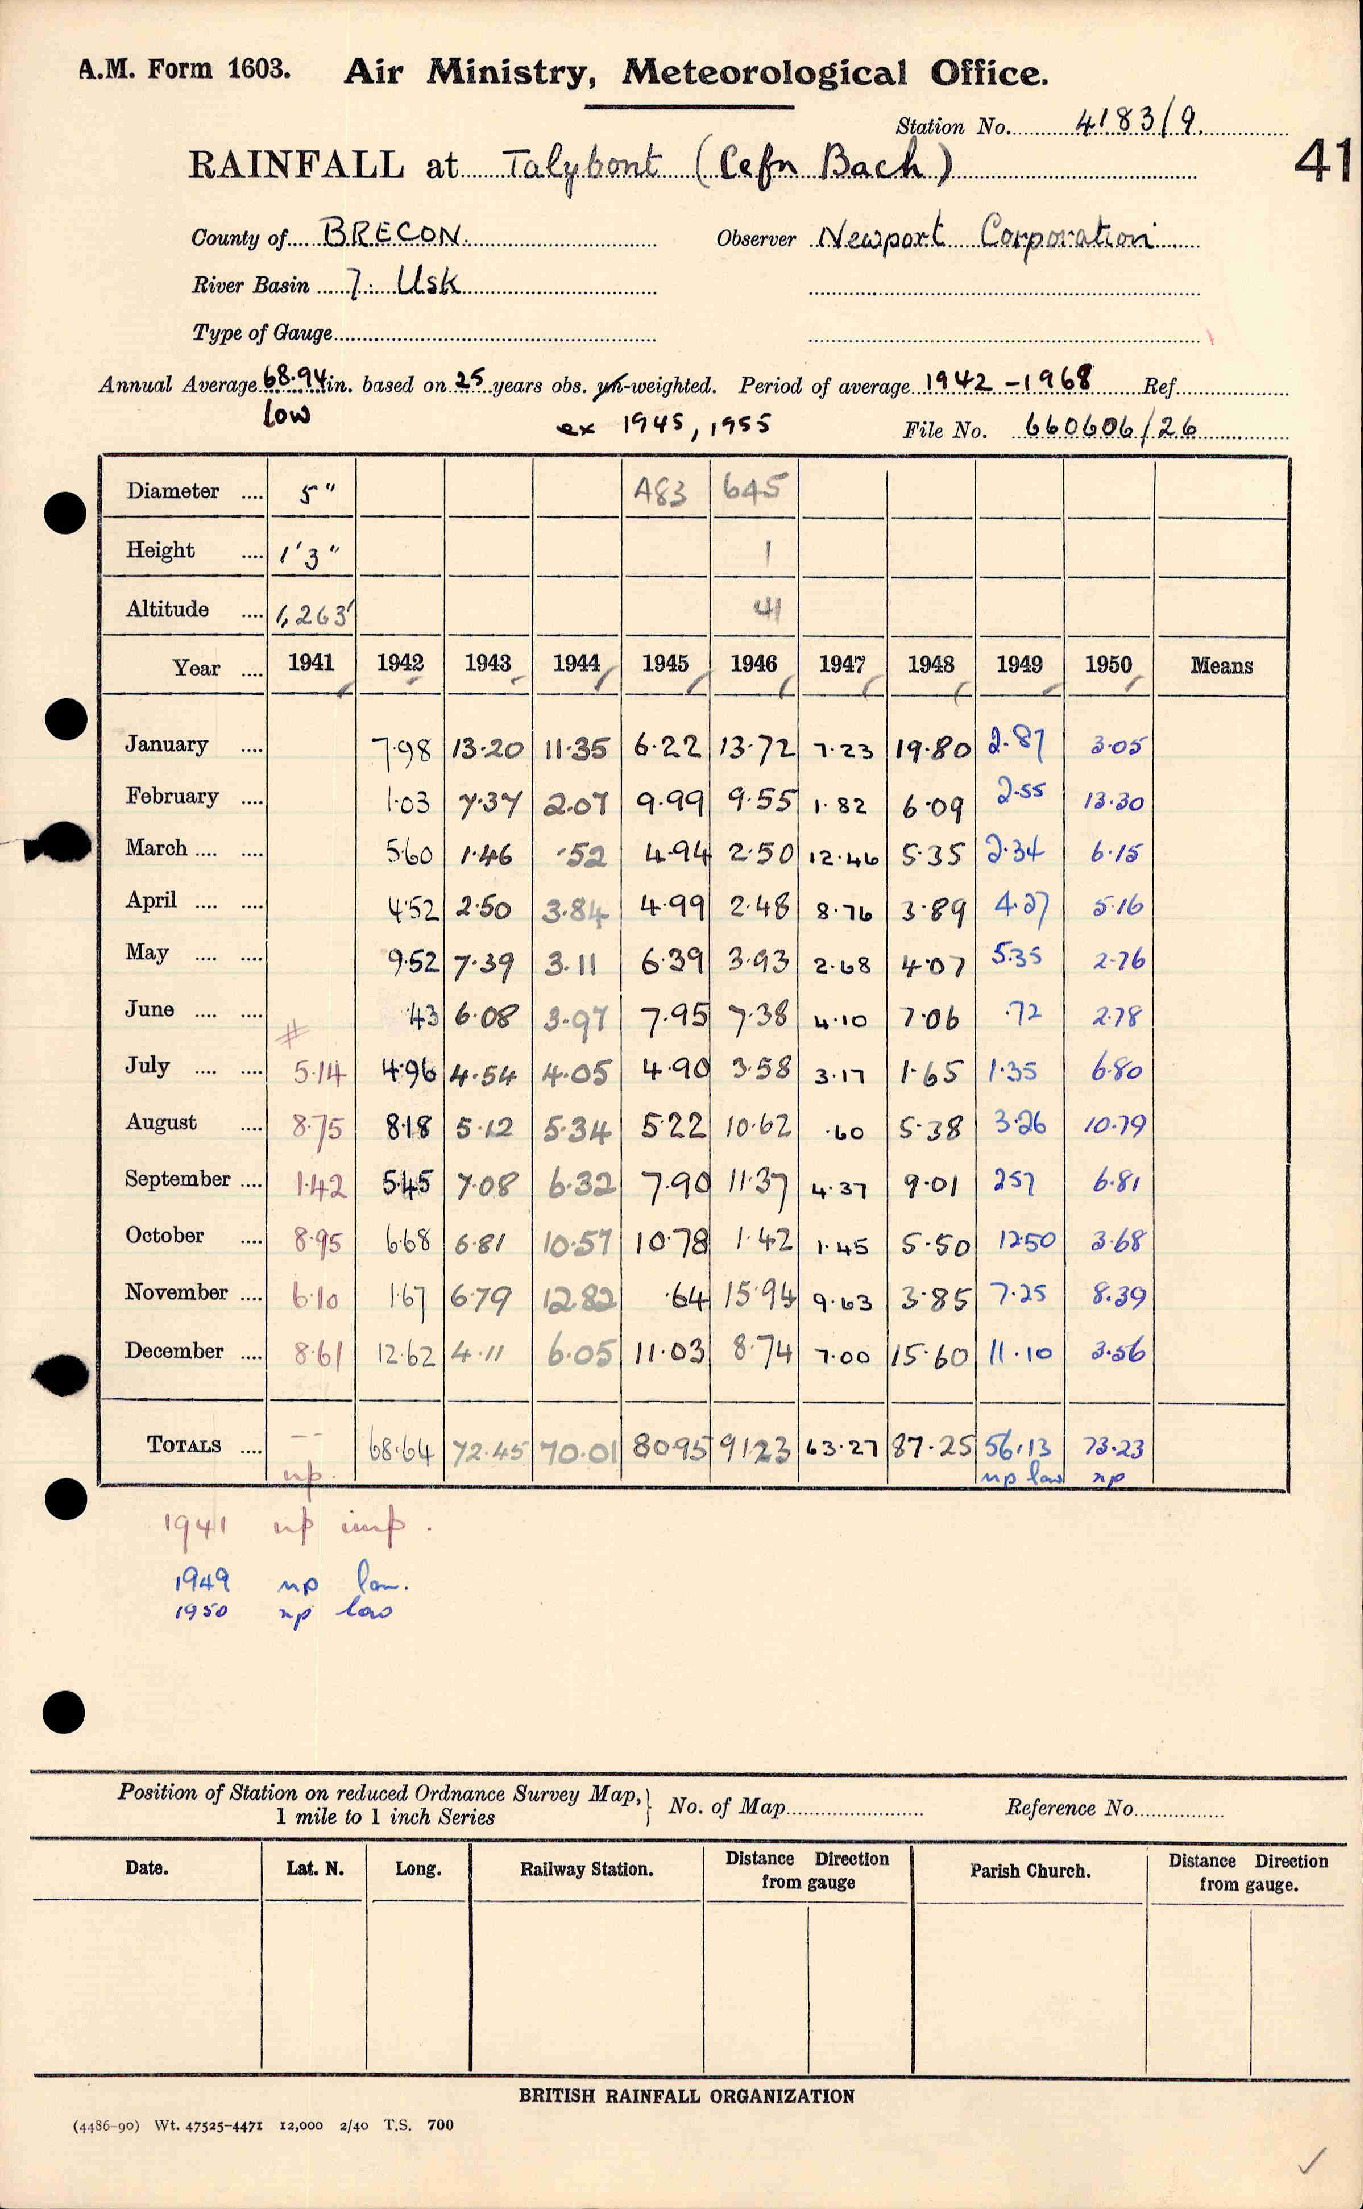 A.M. Form 1603. Air Ministry, Meteorological Office.
Station No. 4183/9.
41
RAINFALL at Talybont (Cefn Bach)
County of BRECON. Observer Newport Corporation
River Basin 7. Usk
Type of Gauge
Annual Average 68.94 in. based on 25 years obs. un-weighted. Period of average 1942-1968 Ref
low ex 1945, 1955 File No. 660606/26
Diameter .... 5" A83 645
Height .... 1'3" 1
Altitude .... 1,263' 41
Year .... 1941 1942 1943 1944 1945 1946 1947 1948 1949 1950 Means
January .... 7.98 13.20 11.35 6.22 13.72 7.23 19.80 2.87 3.05
February .... 1.03 7.37 2.07 9.99 9.55 1.82 6.09 2.55 13.30
March .... .... 5.60 1.46 .52 4.94 2.50 12.46 5.35 2.34 6.15
April .... .... 4.52 2.50 3.84 4.99 2.48 8.76 3.89 4.27 5.16
May .... .... 9.52 7.39 3.11 6.39 3.93 2.68 4.07 5.35 2.76
June .... .... .43 6.08 3.97 7.95 7.38 4.10 7.06 .72 2.78
#
July .... .... 5.14 4.96 4.54 4.05 4.90 3.58 3.17 1.65 1.35 6.80
August .... 8.75 8.18 5.12 5.34 5.22 10.62 .60 5.38 3.26 10.79
September .... 1.42 5.45 7.08 6.32 7.90 11.37 4.37 9.01 2.57 6.81
October .... 8.95 6.68 6.81 10.57 10.78 1.42 1.45 5.50 12.50 3.68
November .... 6.10 1.67 6.79 12.82 .64 15.94 9.63 3.85 7.25 8.39
December .... 8.61 12.62 4.11 6.05 11.03 8.74 7.00 15.60 11.10 3.56
TOTALS .... -- 68.64 72.45 70.01 80.95 91.23 63.27 87.25 56.13 73.23
np np low np
1941 np imp.
1949 np low.
1950 np low
Position of Station on reduced Ordnance Survey Map,} No. of Map Reference No.
1 mile to 1 inch Series
Date. Lat. N. Long. Railway Station. Distance Direction from gauge Parish Church. Distance Direction from gauge.
BRITISH RAINFALL ORGANIZATION
(4486-90) Wt. 47525-4471 12,000 2/40 T.S. 700